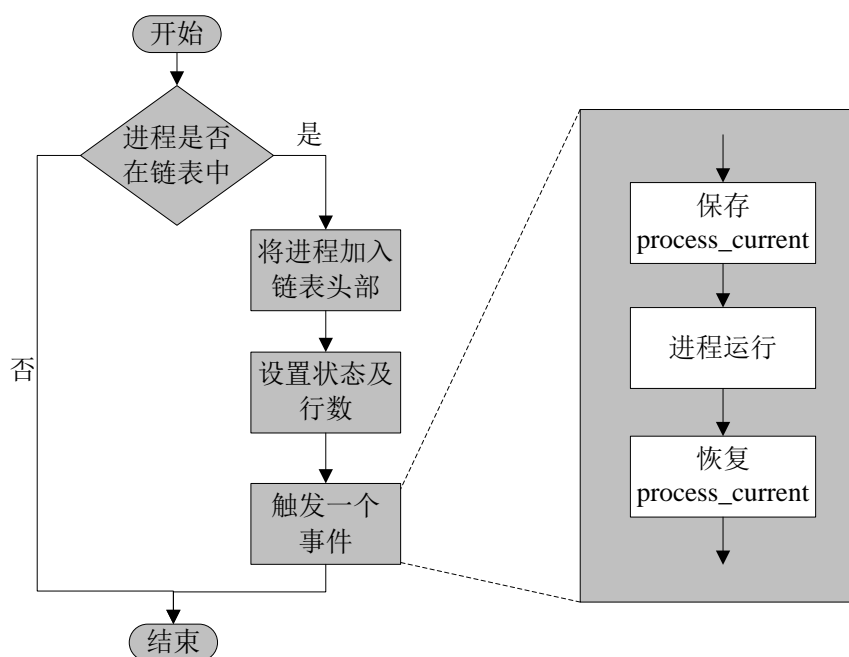 开始
进程是否
在链表中
是
否
将进程加入
链表头部
设置状态及
行数
触发一个
事件
结束
保存
process_current
进程运行
恢复
process_current